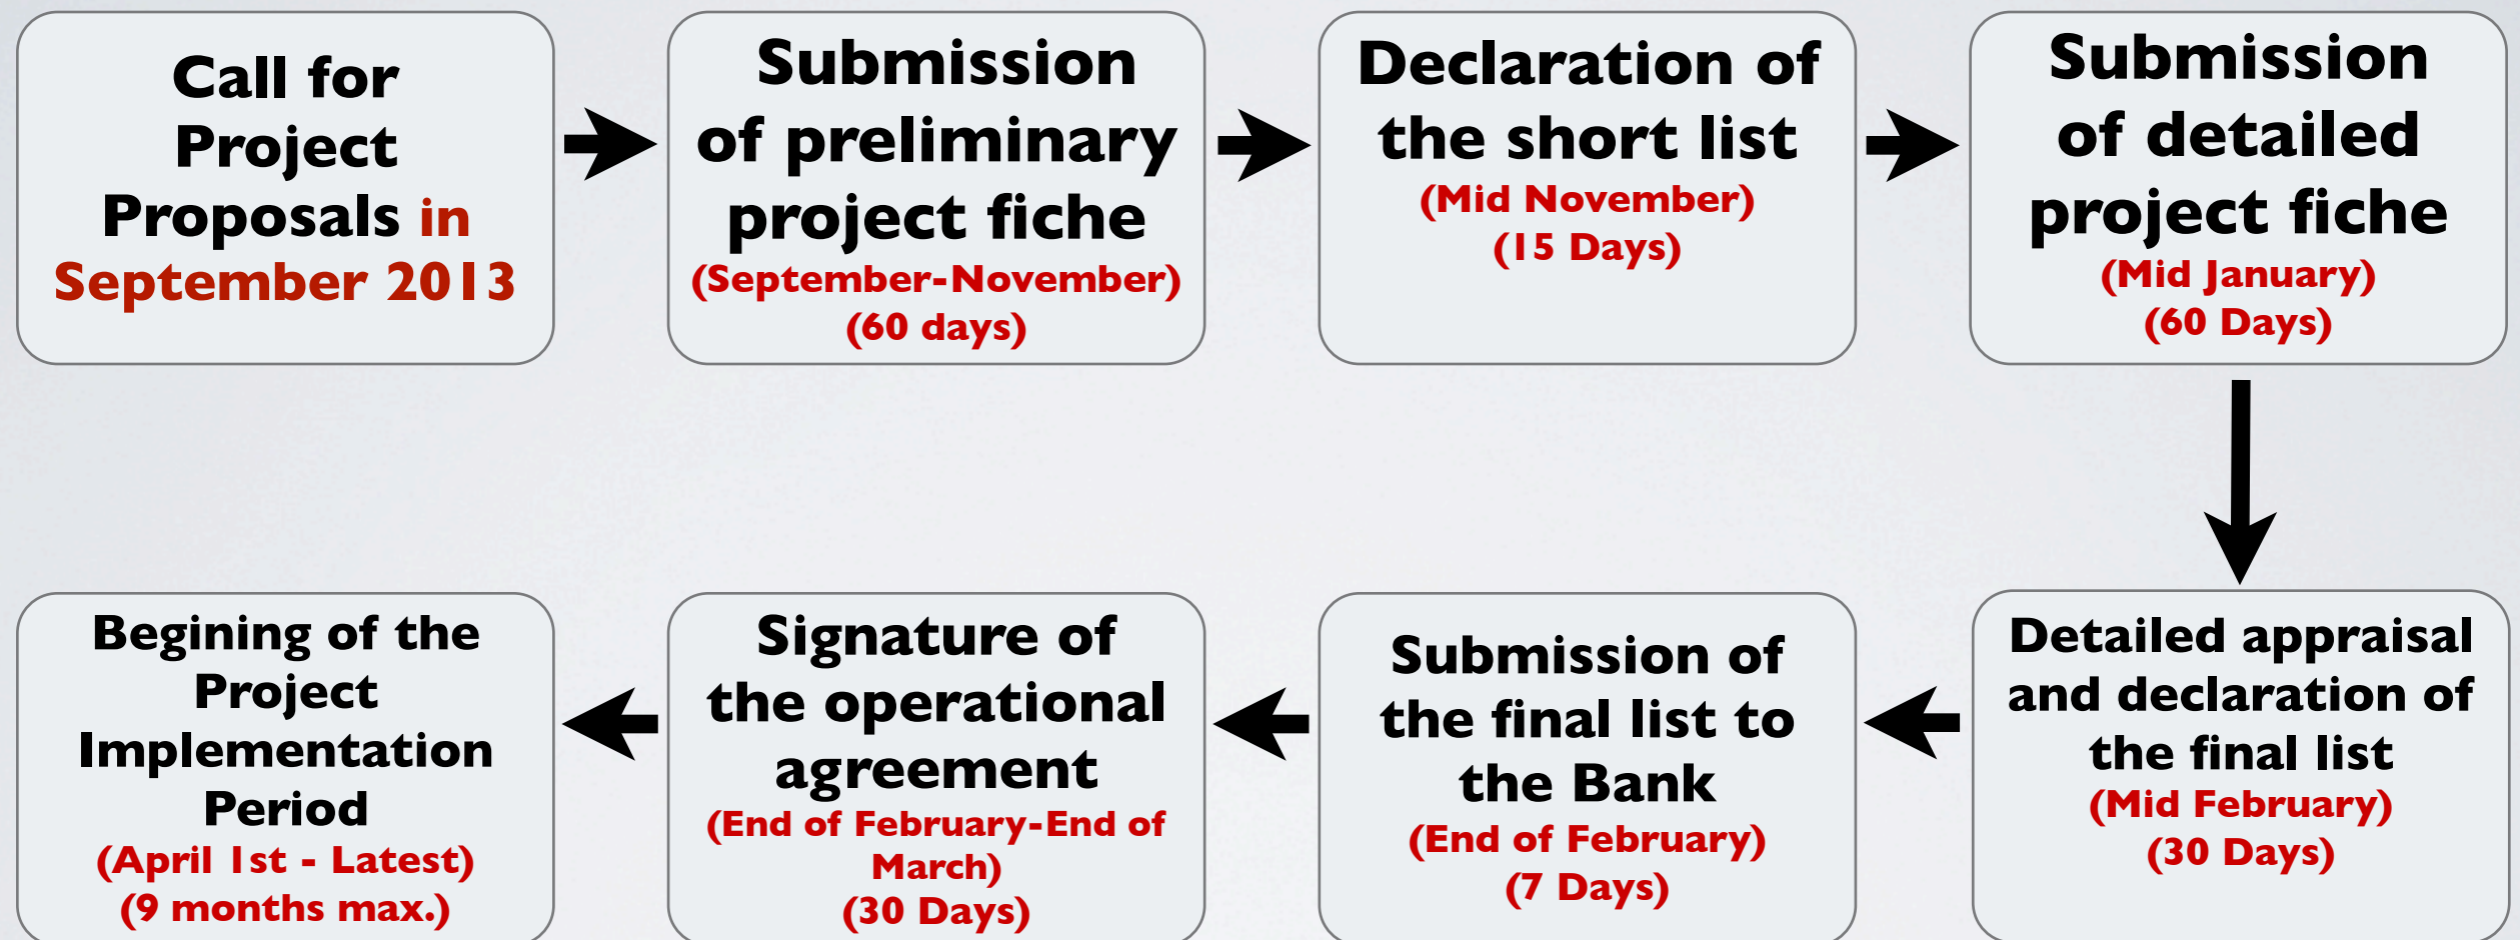 Call for
Project
Proposals in
September 2013
Submission
of preliminary
project fiche
(September-November)
(60 days)
Declaration of
the short list
(Mid November)
(15 Days)
Submission
of detailed
project fiche
(Mid January)
(60 Days)
Detailed appraisal
and declaration of
the final list
(Mid February)
(30 Days)
Submission of
the final list to
the Bank
(End of February)
(7 Days)
Signature of
the operational
agreement
(End of February-End of
March)
(30 Days)
Begining of the
Project
Implementation
Period
(April 1st - Latest)
(9 months max.)